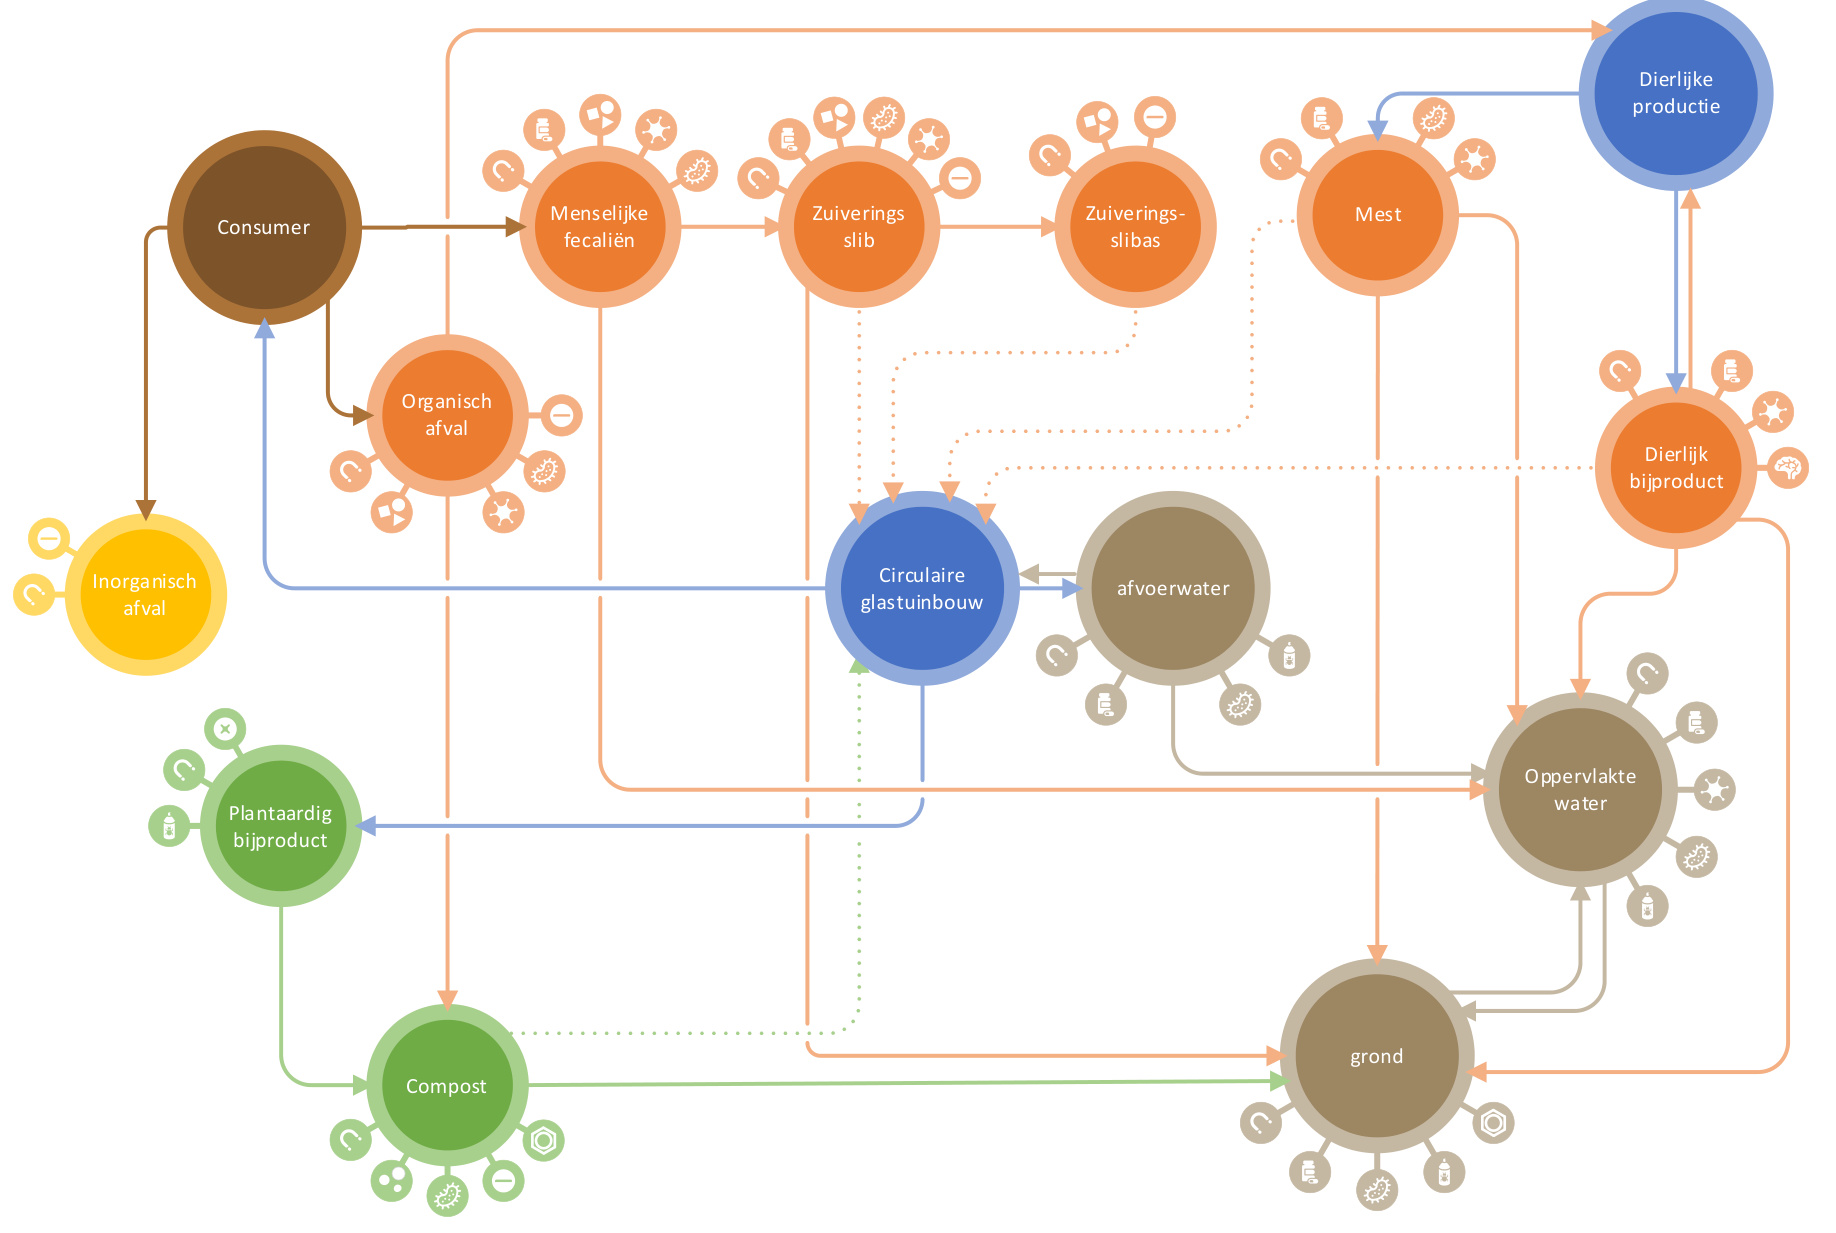 Dierlijke
productie
Consumer
Menselijke
fecaliën
Zuiverings
slib
Zuiverings-
slibas
Mest
Organisch
afval
Dierlijk
bijproduct
Inorganisch
afval
Circulaire
glastuinbouw
afvoerwater
Plantaardig
bijproduct
Oppervlakte
water
Compost
grond